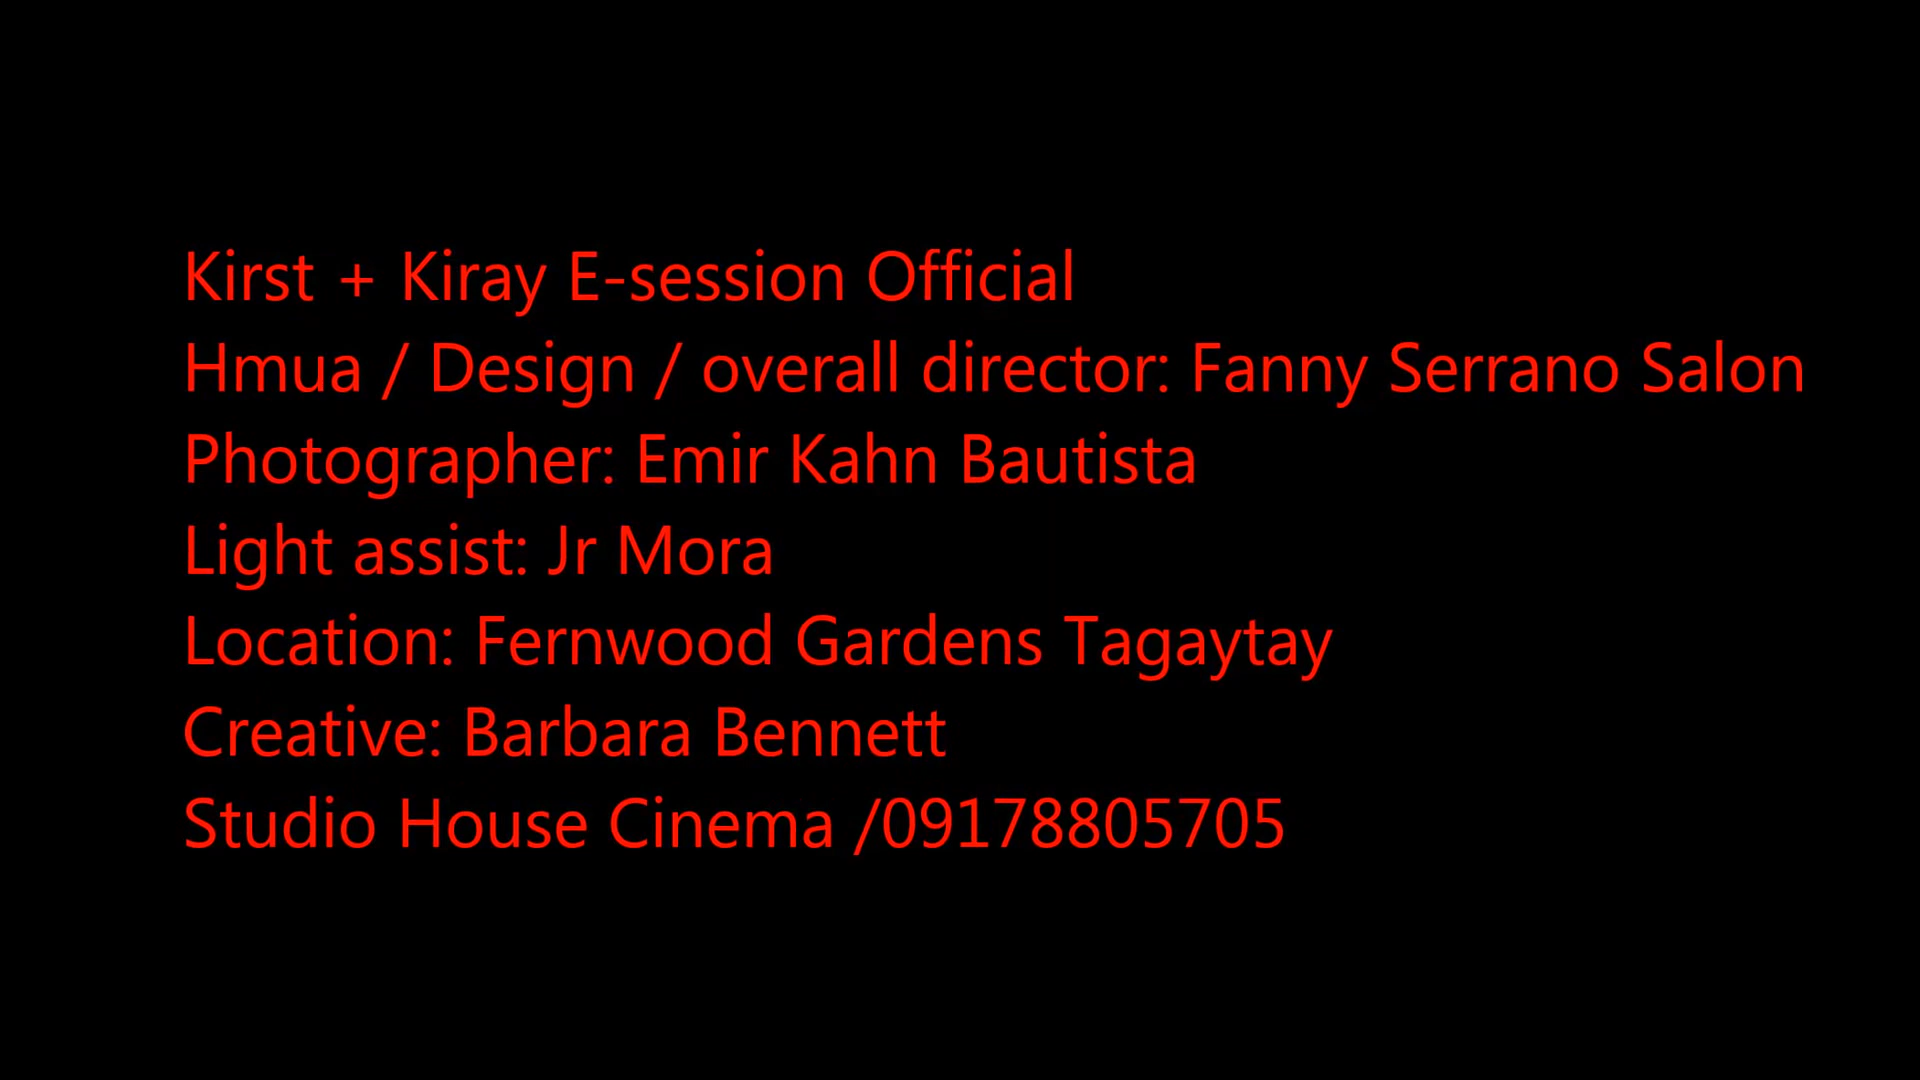 Kirst + Kiray E-session Official
Hmua / Design / overall director: Fanny Serrano Salon
Photographer: Emir Kahn Bautista
Light assist: Jr Mora
Location: Fernwood Gardens Tagaytay
Creative: Barbara Bennett
Studio House Cinema /09178805705